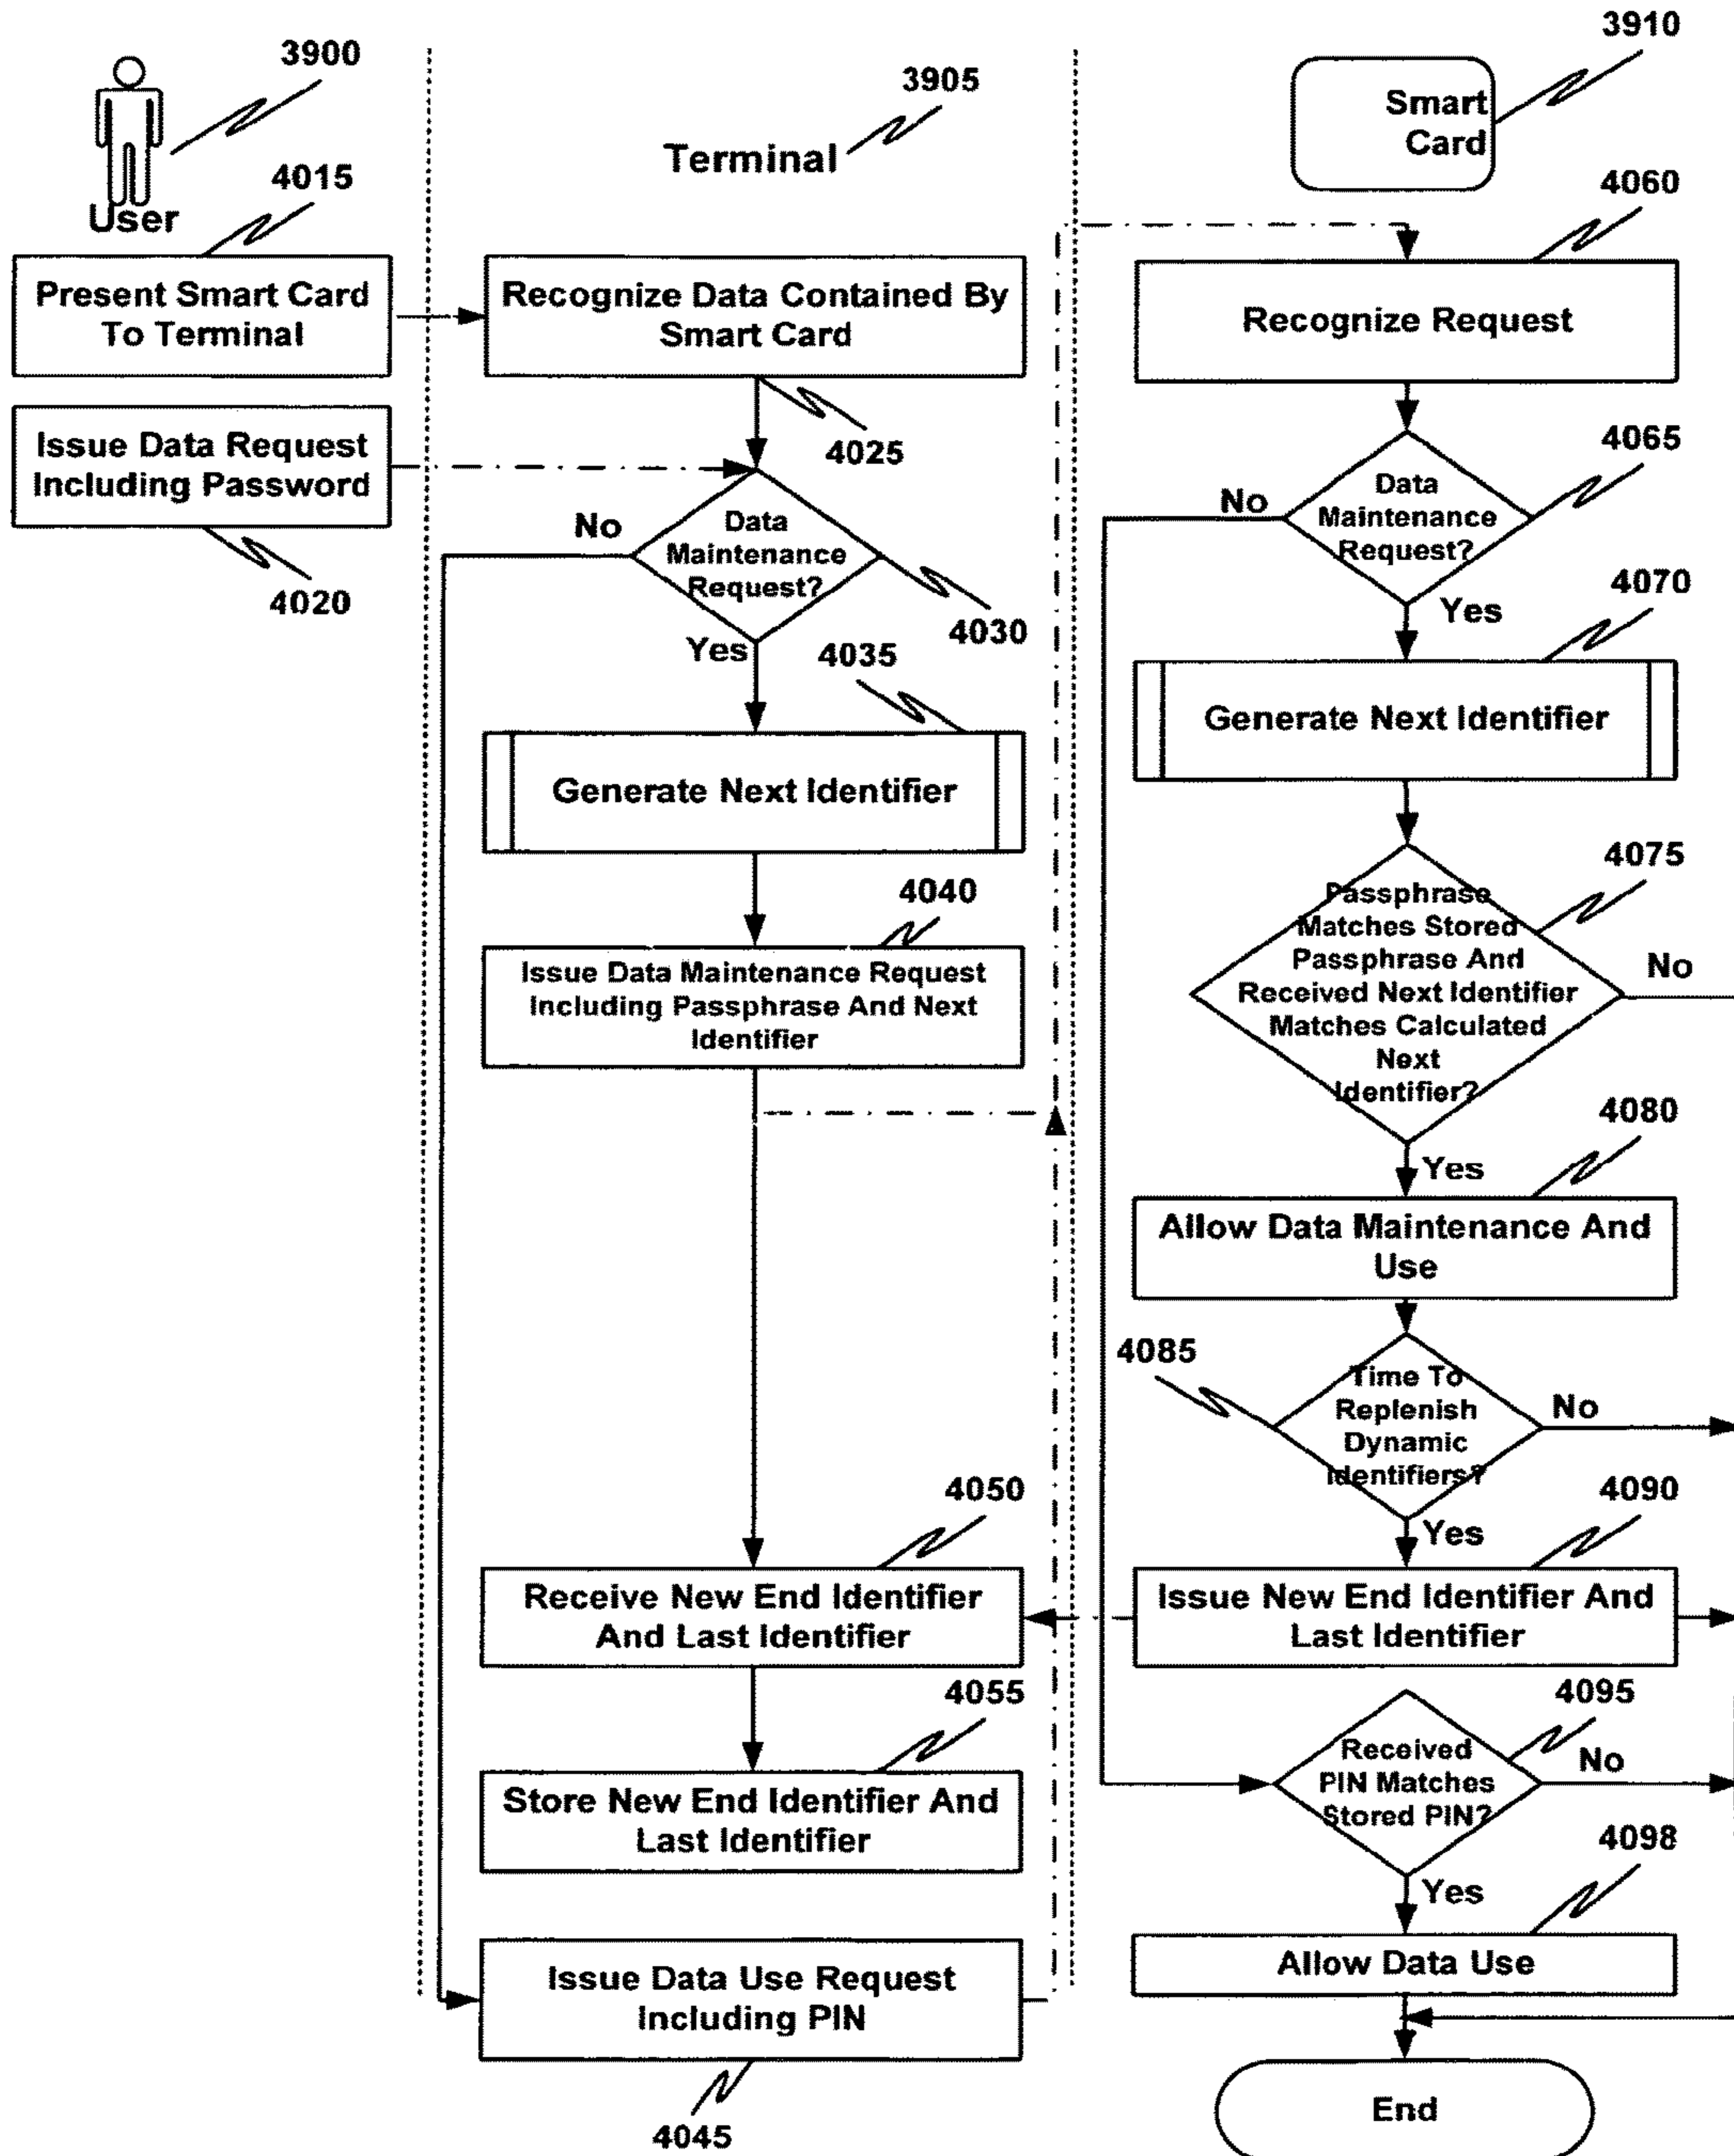 3900
User
4015
Present Smart Card
To Terminal
Issue Data Request
Including Password
4020
3905
Terminal
Recognize Data Contained By
Smart Card
4025
No
Data
Maintenance
Request?
4030
Yes
4035
Generate Next Identifier
4040
Issue Data Maintenance Request
Including Passphrase And Next
Identifier
4050
Receive New End Identifier
And Last Identifier
4055
Store New End Identifier And
Last Identifier
Issue Data Use Request
Including PIN
4045
3910
Smart
Card
4060
Recognize Request
4065
No
Data
Maintenance
Request?
4070
Yes
Generate Next Identifier
4075
Passphrase
Matches Stored
Passphrase And
Received Next Identifier
Matches Calculated
Next
Identifier?
No
4080
Yes
Allow Data Maintenance And
Use
4085
Time To
Replenish
Dynamic
Identifiers?
No
4090
Yes
Issue New End Identifier And
Last Identifier
4095
Received
PIN Matches
Stored PIN?
No
4098
Yes
Allow Data Use
End